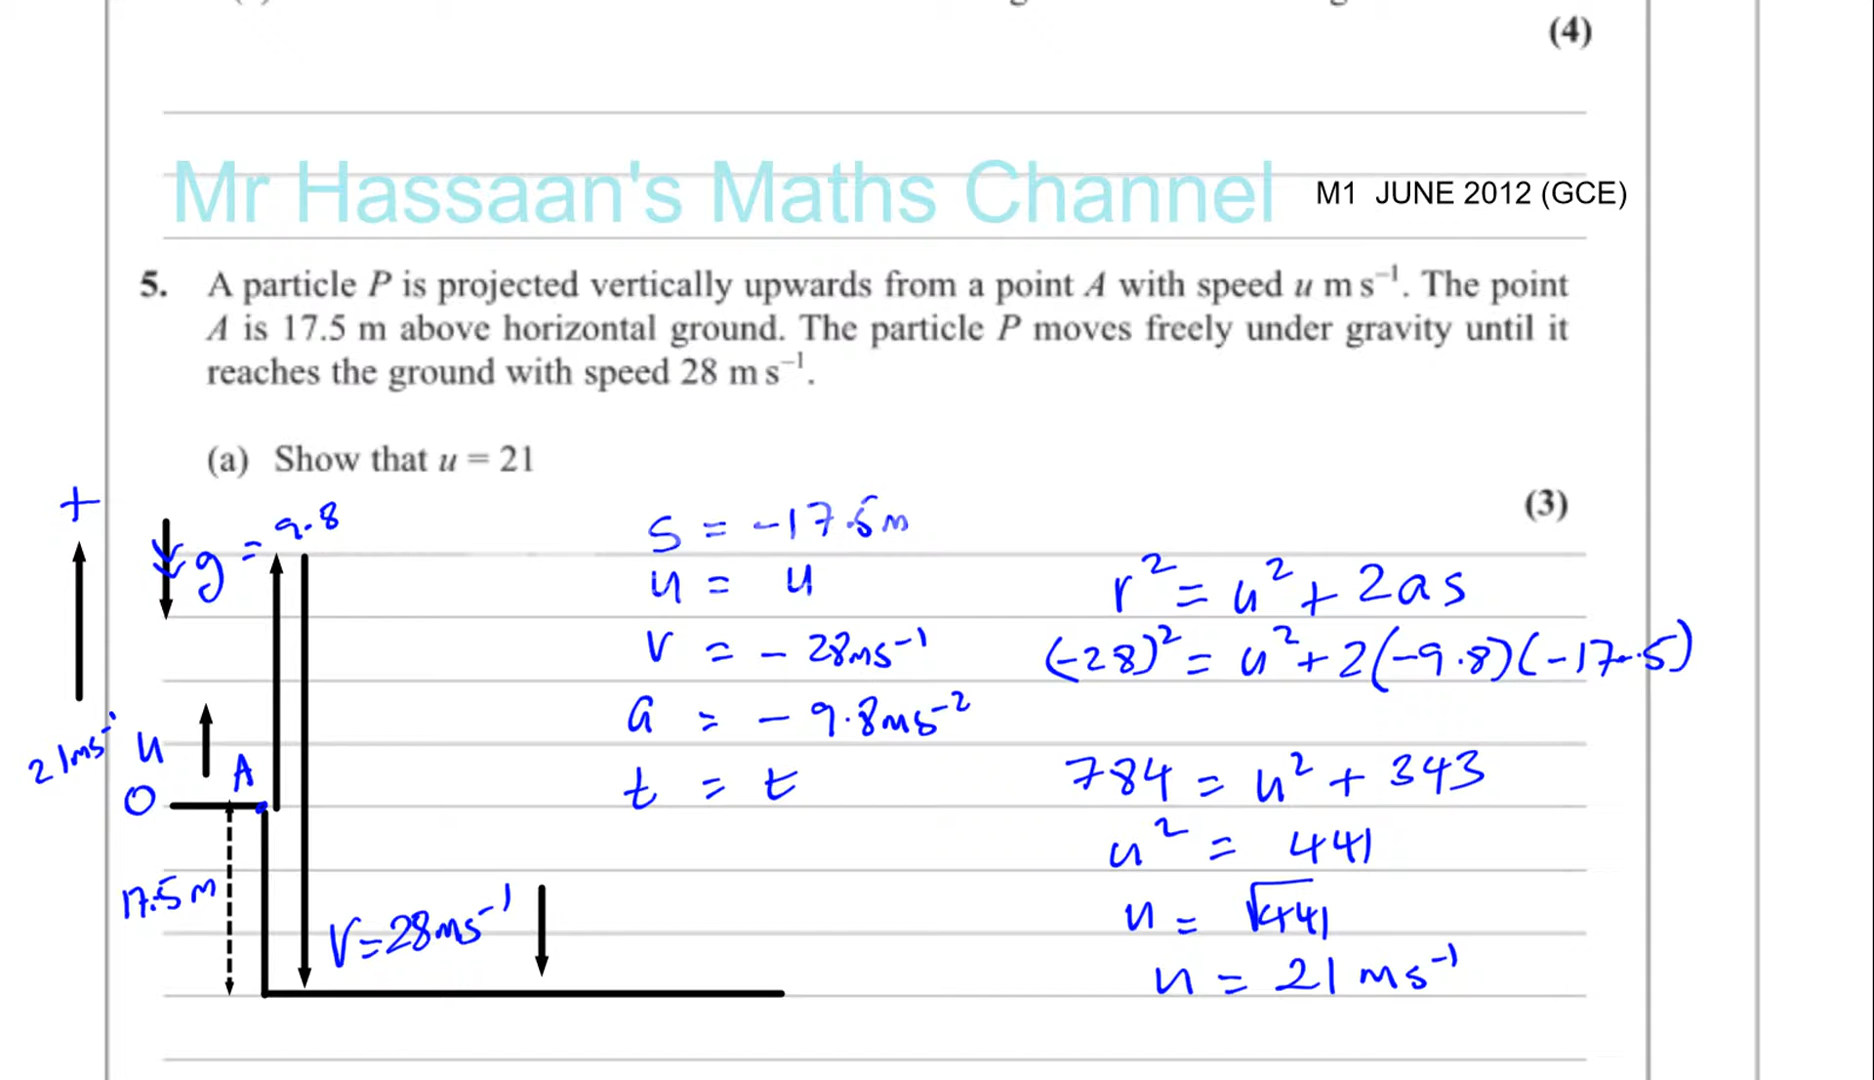 (4)
Mr Hassaan's Maths Channel
M1 JUNE 2012 (GCE)
5. A particle P is projected vertically upwards from a point A with speed u m s⁻¹. The point
A is 17.5 m above horizontal ground. The particle P moves freely under gravity until it
reaches the ground with speed 28 m s⁻¹.
(a) Show that u = 21
(3)
+
g = 9.8
s = -17.5m
u = u
v = - 28ms⁻¹
a = - 9.8ms⁻²
t = t
v² = u² + 2as
(-28)² = u² + 2(-9.8)(-17.5)
784 = u² + 343
u² = 441
u = √441
u = 21 ms⁻¹
21ms⁻¹ u
A
O
17.5m
V=28ms⁻¹